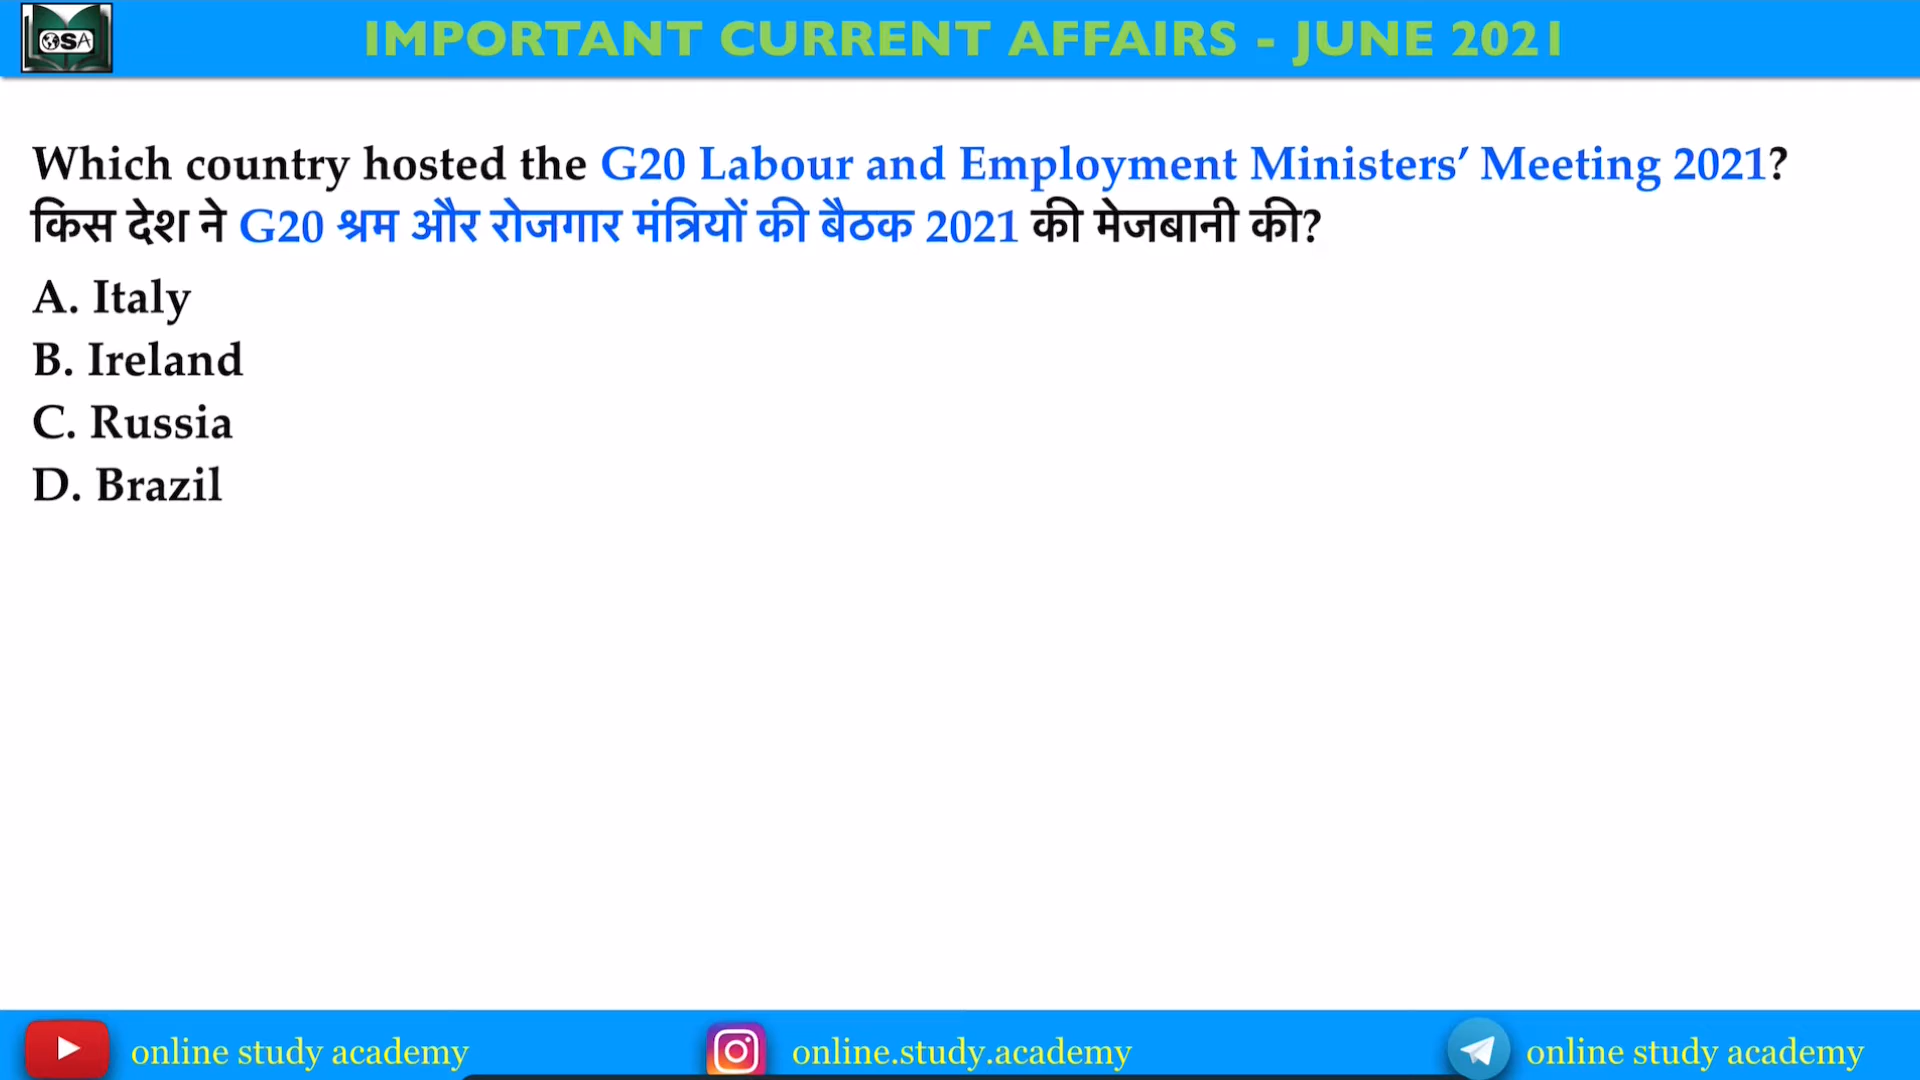 OSA
IMPORTANT CURRENT AFFAIRS - JUNE 2021
Which country hosted the G20 Labour and Employment Ministers’ Meeting 2021?
किस देश ने G20 श्रम और रोजगार मंत्रियों की बैठक 2021 की मेजबानी की?
A. Italy
B. Ireland
C. Russia
D. Brazil
online study academy
online.study.academy
online study academy